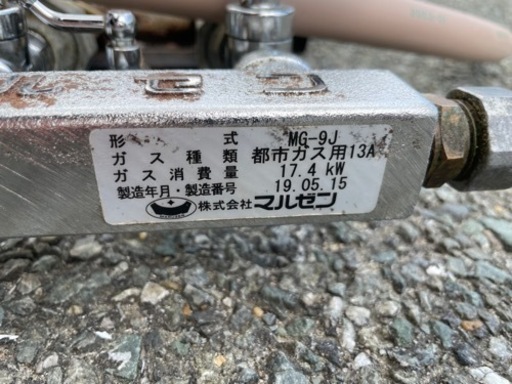 形 式 MG-9J
ガス種類 都市ガス用13A
ガス消費量 17.4 kW
製造年月・製造番号 19.05.15
株式会社 マルゼン